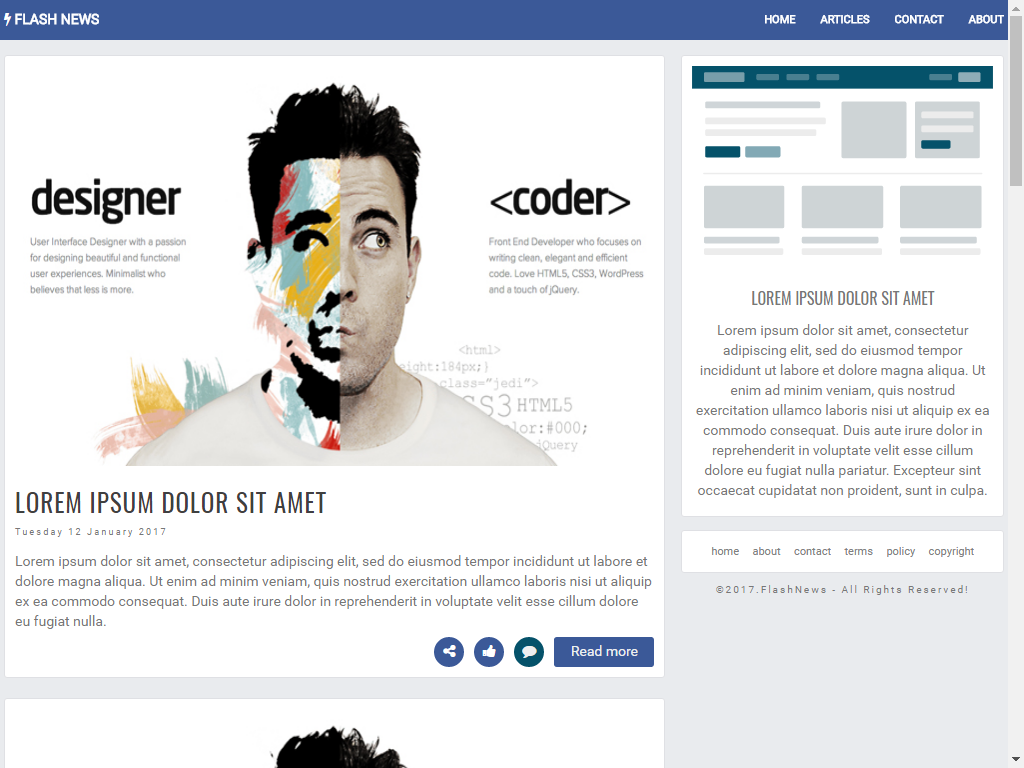 FLASH NEWS
HOME ARTICLES CONTACT ABOUT
designer
User Interface Designer with a passion
for designing beautiful and functional
user experiences. Minimalist who
believes that less is more.
<coder>
Front End Developer who focuses on
writing clean, elegant and efficient
code. Love HTML5, CSS3, WordPress
and a touch of jQuery.
<html>
eight:184px;}
class="jedi">
SS3 HTML5
olor:#000;
jQuery
LOREM IPSUM DOLOR SIT AMET
Tuesday 12 January 2017
Lorem ipsum dolor sit amet, consectetur adipiscing elit, sed do eiusmod tempor incididunt ut labore et
dolore magna aliqua. Ut enim ad minim veniam, quis nostrud exercitation ullamco laboris nisi ut aliquip
ex ea commodo consequat. Duis aute irure dolor in reprehenderit in voluptate velit esse cillum dolore
eu fugiat nulla.
Read more
LOREM IPSUM DOLOR SIT AMET
Lorem ipsum dolor sit amet, consectetur
adipiscing elit, sed do eiusmod tempor
incididunt ut labore et dolore magna aliqua. Ut
enim ad minim veniam, quis nostrud
exercitation ullamco laboris nisi ut aliquip ex ea
commodo consequat. Duis aute irure dolor in
reprehenderit in voluptate velit esse cillum
dolore eu fugiat nulla pariatur. Excepteur sint
occaecat cupidatat non proident, sunt in culpa.
home about contact terms policy copyright
©2017.FlashNews - All Rights Reserved!